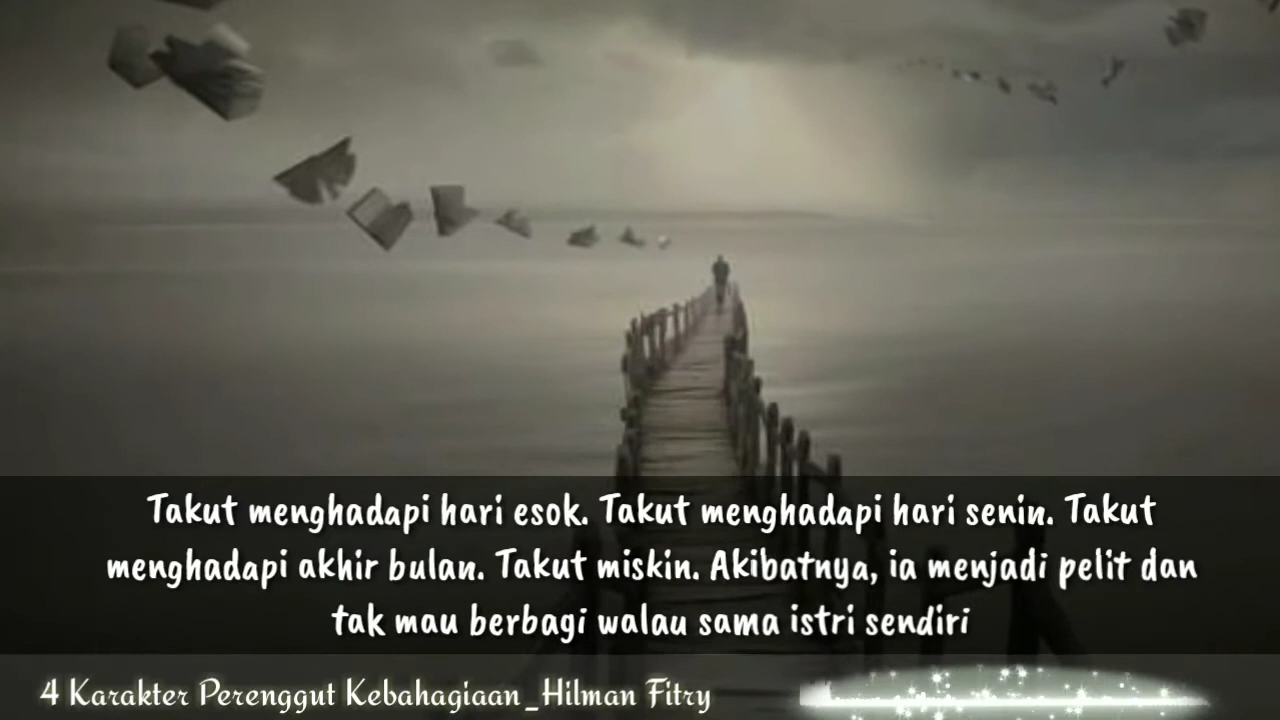 Takut menghadapi hari esok. Takut menghadapi hari senin. Takut
menghadapi akhir bulan. Takut miskin. Akibatnya, ia menjadi pelit dan
tak mau berbagi walau sama istri sendiri
4 Karakter Perenggut Kebahagiaan_Hilman Fitry